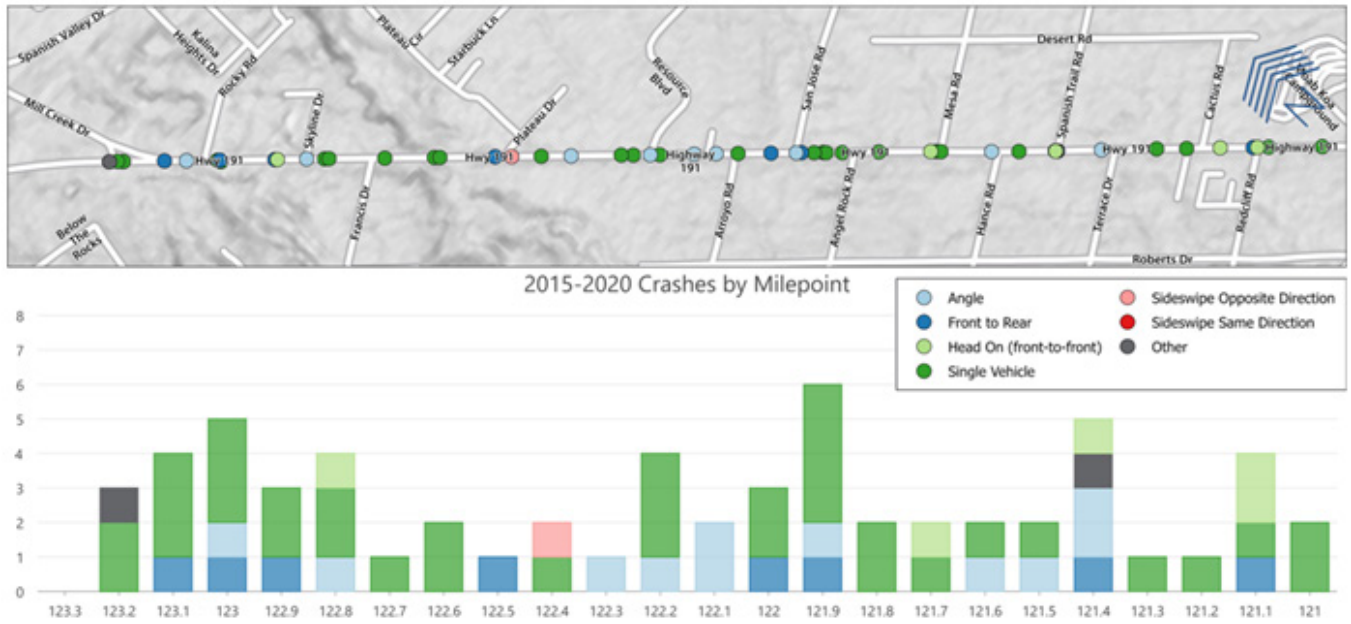 Spanish Valley Dr
Kalina
Heights Dr
Rocky Rd
Plateau Cir
Starbuck Ln
Resource
Blvd
San Jose Rd
Desert Rd
Mesa Rd
Spanish Trail Rd
Cactus Rd
Campground
Mill Creek Dr
Skyline Dr
Plateau Dr
Hwy 191
Hwy 191
Highway
191
Hwy 191
Hwy 191
Highway 191
Below
The
Rocks
Francis Dr
Arroyo Rd
Angel Rock Rd
Hance Rd
Terrace Dr
Redcliff Rd
Roberts Dr
2015-2020 Crashes by Milepoint
Angle
Front to Rear
Head On (front-to-front)
Single Vehicle
Sideswipe Opposite Direction
Sideswipe Same Direction
Other
8
7
6
5
4
3
2
1
0
123.3 123.2 123.1 123 122.9 122.8 122.7 122.6 122.5 122.4 122.3 122.2 122.1 122 121.9 121.8 121.7 121.6 121.5 121.4 121.3 121.2 121.1 121